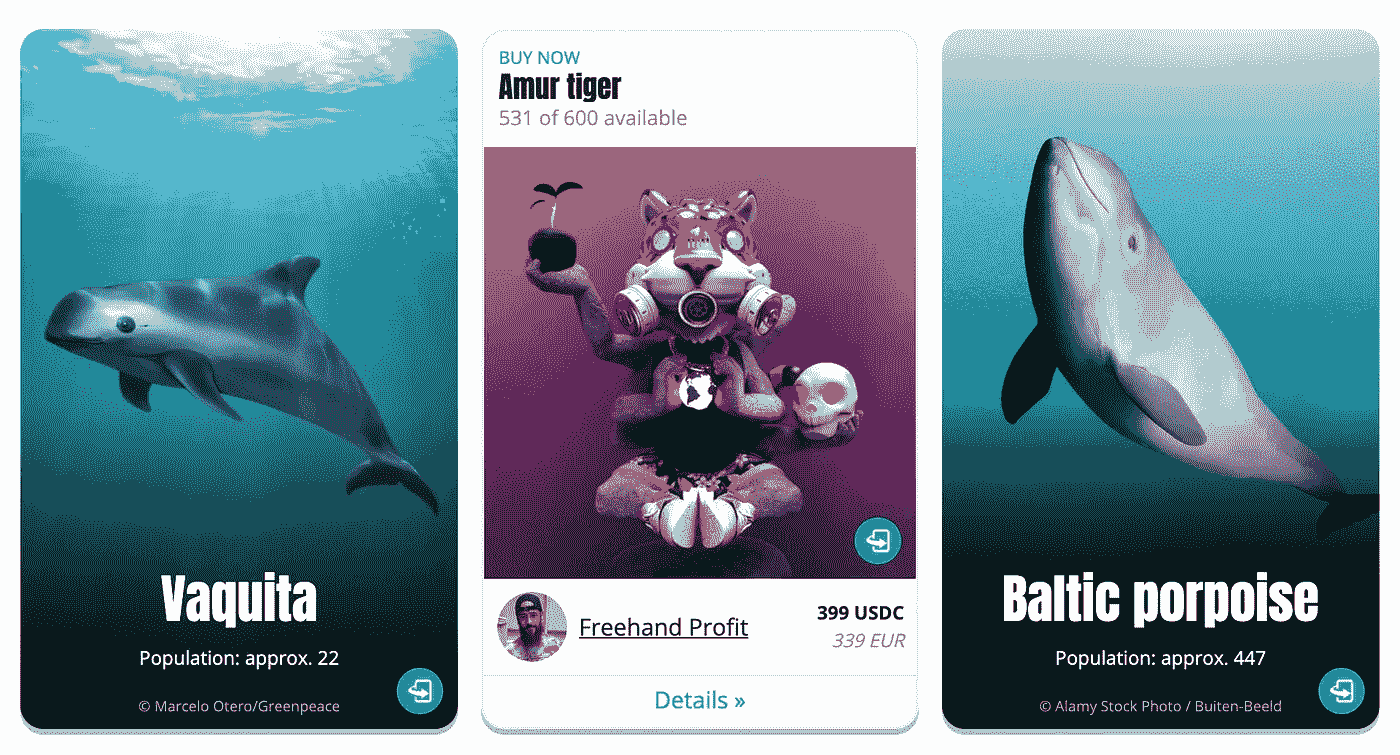 Vaquita
Population: approx. 22
© Marcelo Otero/Greenpeace
BUY NOW
Amur tiger
531 of 600 available
Freehand Profit
399 USDC
339 EUR
Details »
Baltic porpoise
Population: approx. 447
© Alamy Stock Photo / Buiten-Beeld